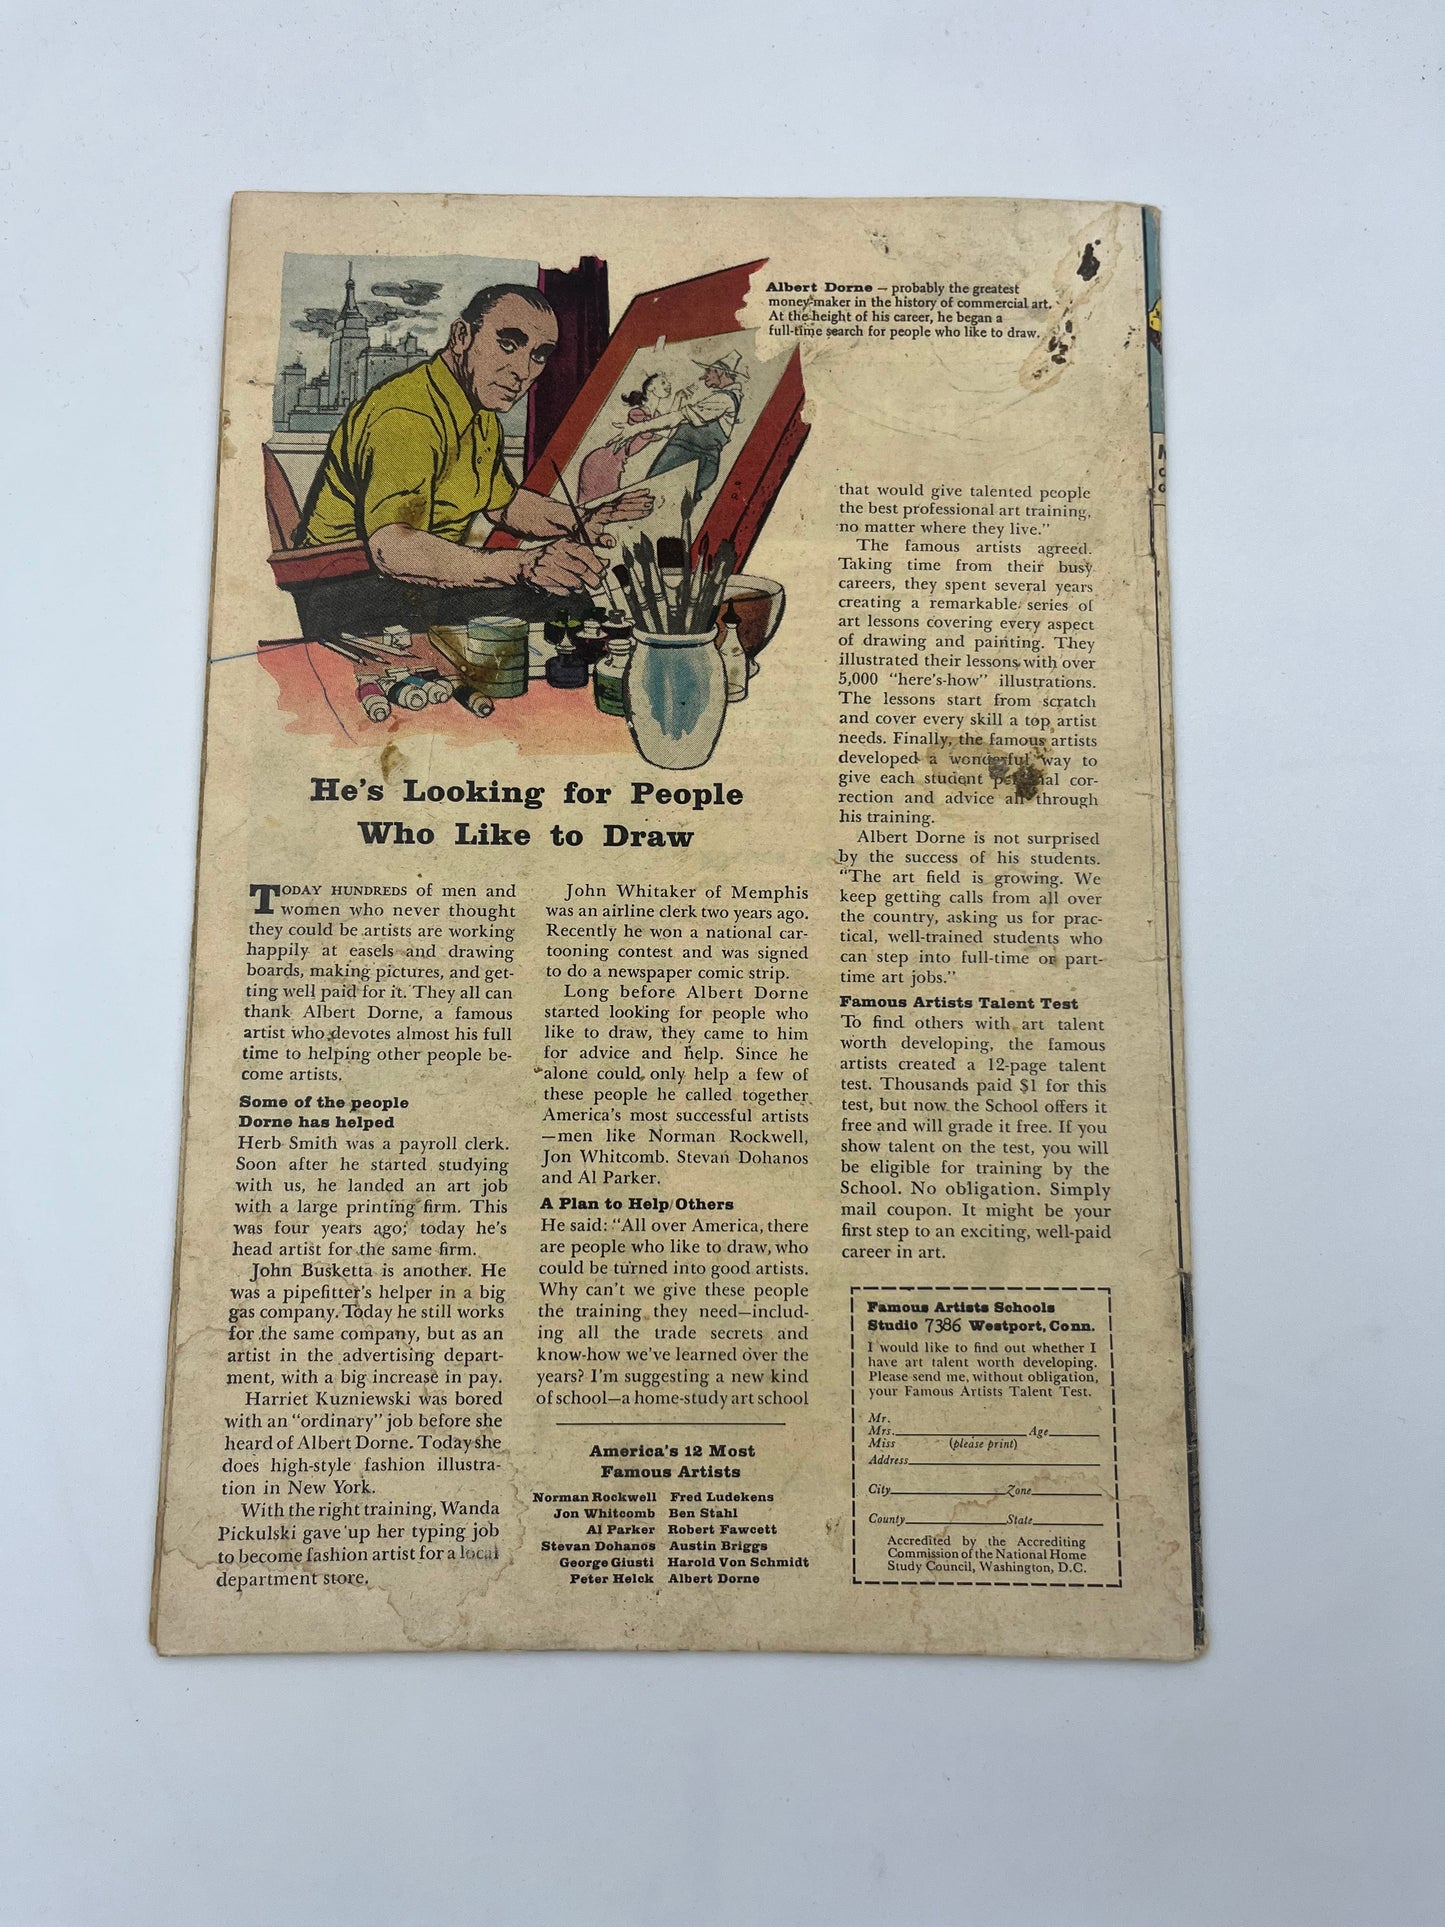 Albert Dorne – probably the greatest
money-maker in the history of commercial art.
At the height of his career, he began a
full-time search for people who like to draw.
He's Looking for People
Who Like to Draw
TODAY HUNDREDS of men and
women who never thought
they could be artists are working
happily at easels and drawing
boards, making pictures, and get-
ting well paid for it. They all can
thank Albert Dorne, a famous
artist who devotes almost his full
time to helping other people be-
come artists.
Some of the people
Dorne has helped
Herb Smith was a payroll clerk.
Soon after he started studying
with us, he landed an art job
with a large printing firm. This
was four years ago; today he's
head artist for the same firm.
John Busketta is another. He
was a pipefitter's helper in a big
gas company. Today he still works
for the same company, but as an
artist in the advertising depart-
ment, with a big increase in pay.
Harriet Kuzniewski was bored
with an "ordinary" job before she
heard of Albert Dorne. Today she
does high-style fashion illustra-
tion in New York.
With the right training, Wanda
Pickulski gave up her typing job
to become fashion artist for a local
department store.
John Whitaker of Memphis
was an airline clerk two years ago.
Recently he won a national car-
tooning contest and was signed
to do a newspaper comic strip.
Long before Albert Dorne
started looking for people who
like to draw, they came to him
for advice and help. Since he
alone could only help a few of
these people he called together
America's most successful artists
—men like Norman Rockwell,
Jon Whitcomb. Stevan Dohanos
and Al Parker.
A Plan to Help Others
He said: "All over America, there
are people who like to draw, who
could be turned into good artists.
Why can't we give these people
the training they need—includ-
ing all the trade secrets and
know-how we've learned over the
years? I'm suggesting a new kind
of school—a home-study art school
America's 12 Most
Famous Artists
Norman Rockwell Fred Ludekens
Jon Whitcomb Ben Stahl
Al Parker Robert Fawcett
Stevan Dohanos Austin Briggs
George Giusti Harold Von Schmidt
Peter Helck Albert Dorne
that would give talented people
the best professional art training,
no matter where they live."
The famous artists agreed.
Taking time from their busy
careers, they spent several years
creating a remarkable series of
art lessons covering every aspect
of drawing and painting. They
illustrated their lessons with over
5,000 "here's-how" illustrations.
The lessons start from scratch
and cover every skill a top artist
needs. Finally, the famous artists
developed a wonderful way to
give each student personal cor-
rection and advice all through
his training.
Albert Dorne is not surprised
by the success of his students.
"The art field is growing. We
keep getting calls from all over
the country, asking us for prac-
tical, well-trained students who
can step into full-time or part-
time art jobs."
Famous Artists Talent Test
To find others with art talent
worth developing, the famous
artists created a 12-page talent
test. Thousands paid $1 for this
test, but now the School offers it
free and will grade it free. If you
show talent on the test, you will
be eligible for training by the
School. No obligation. Simply
mail coupon. It might be your
first step to an exciting, well-paid
career in art.
Famous Artists Schools
Studio 7386 Westport, Conn.
I would like to find out whether I
have art talent worth developing.
Please send me, without obligation,
your Famous Artists Talent Test.
Mr.
Mrs. Age
Miss (please print)
Address
City Zone
County State
Accredited by the Accrediting
Commission of the National Home
Study Council, Washington, D.C.